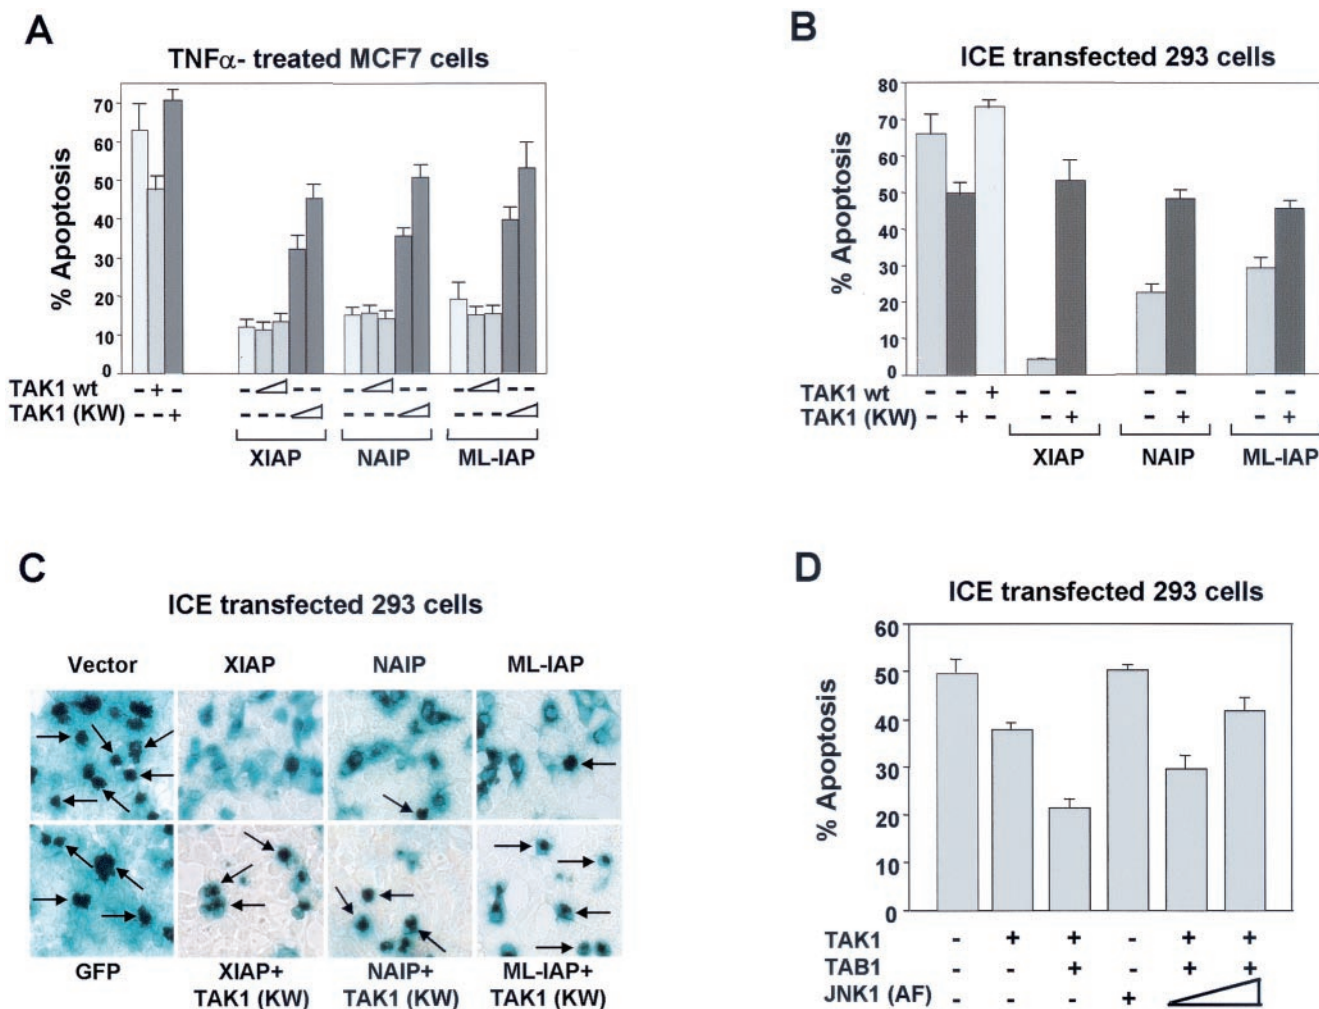 A
TNFα- treated MCF7 cells
% Apoptosis
70
60
50
40
30
20
10
0
TAK1 wt - + - - - - - - - - - - - -
TAK1 (KW) - - + - - - - - - - - -
XIAP NAIP ML-IAP
B
ICE transfected 293 cells
% Apoptosis
80
70
60
50
40
30
20
10
0
TAK1 wt - - + - - - - - -
TAK1 (KW) - + - - + - + - +
XIAP NAIP ML-IAP
C
ICE transfected 293 cells
Vector XIAP NAIP ML-IAP
GFP XIAP+ NAIP+ ML-IAP+
TAK1 (KW) TAK1 (KW) TAK1 (KW)
D
ICE transfected 293 cells
% Apoptosis
60
50
40
30
20
10
0
TAK1 - + + - + +
TAB1 - - + - + +
JNK1 (AF) - - - +